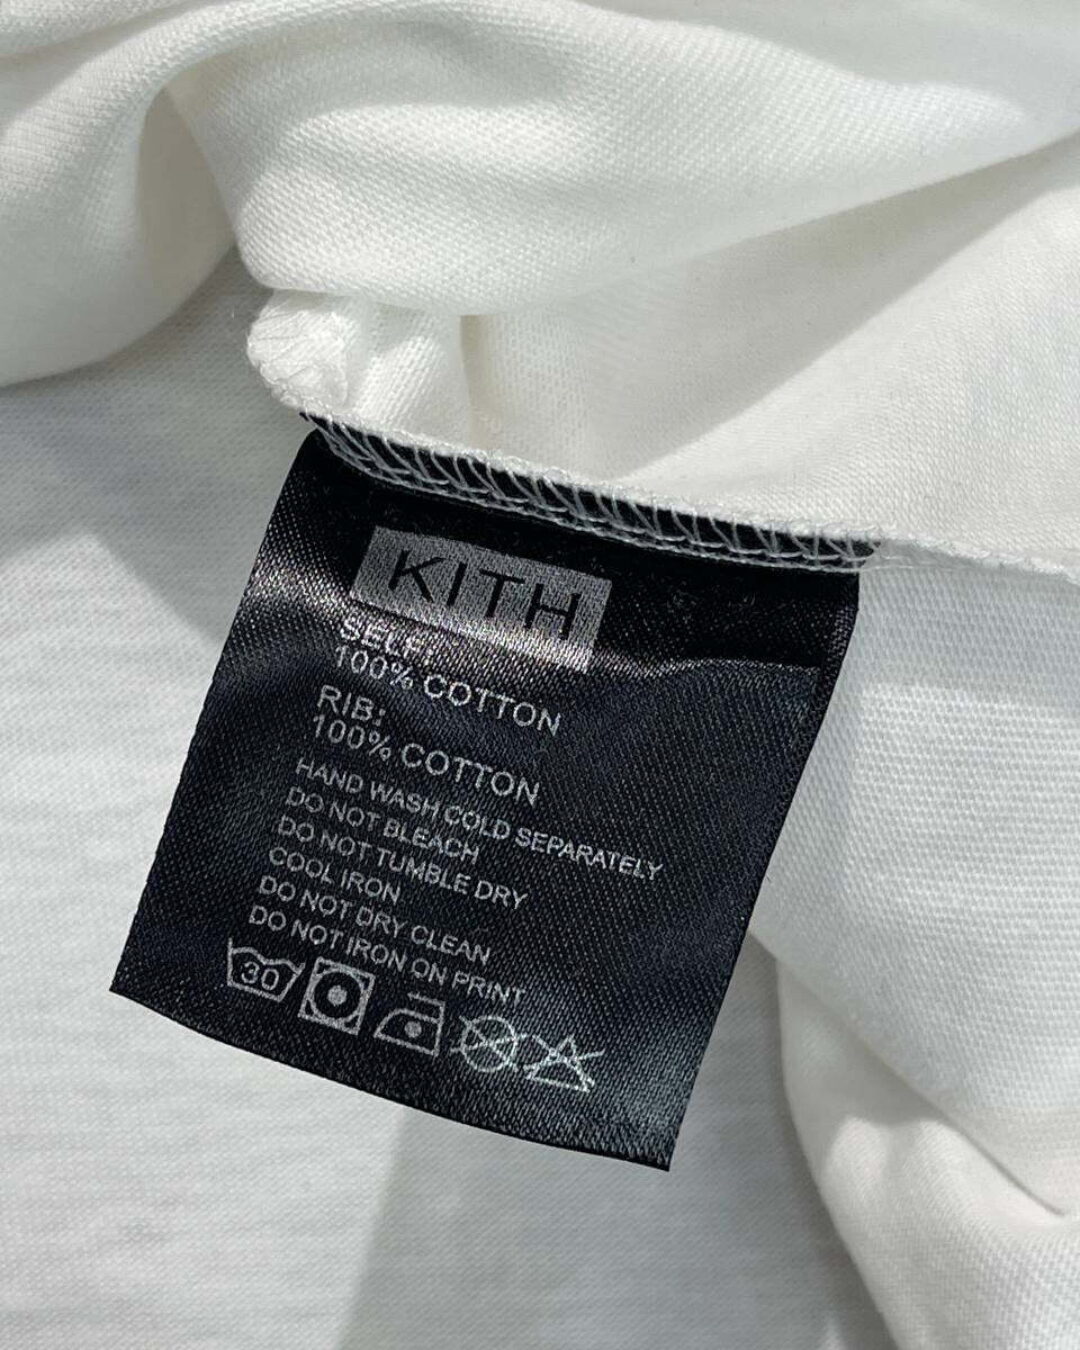 KITH
SELF:
100% COTTON
RIB:
100% COTTON
HAND WASH COLD SEPARATELY
DO NOT BLEACH
DO NOT TUMBLE DRY
COOL IRON
DO NOT DRY CLEAN
DO NOT IRON ON PRINT
30